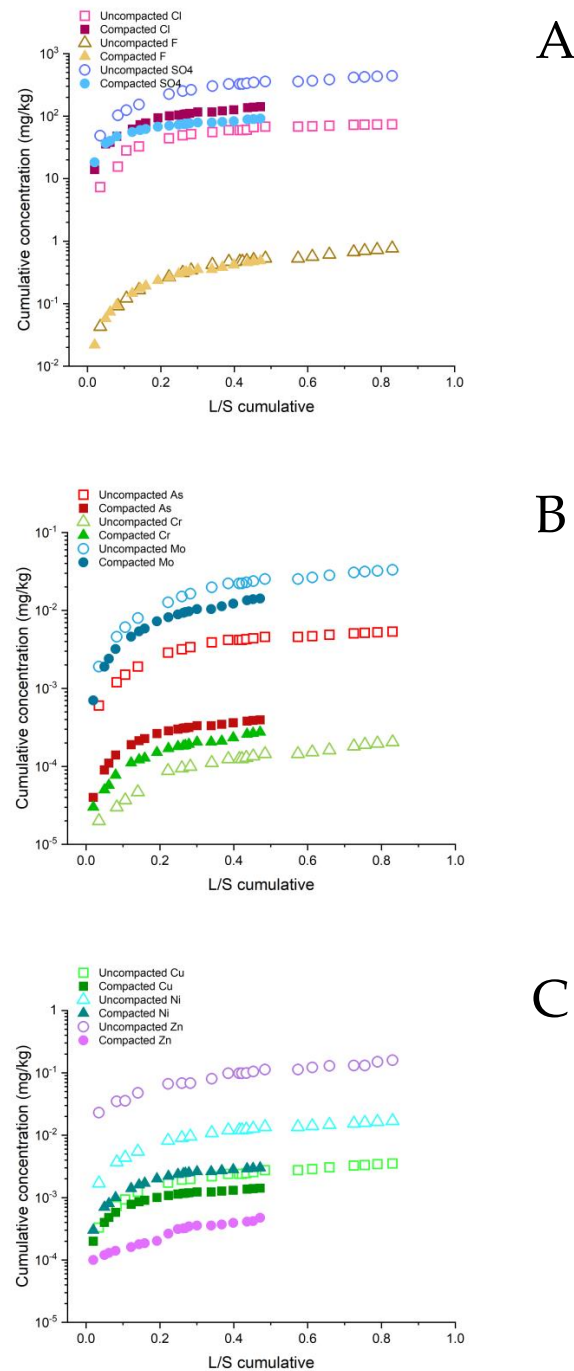 A
Uncompacted Cl
Compacted Cl
Uncompacted F
Compacted F
Uncompacted SO4
Compacted SO4
Cumulative concentration (mg/kg)
10³
10²
10
1
10⁻¹
10⁻²
0.0 0.2 0.4 0.6 0.8 1.0
L/S cumulative
B
Uncompacted As
Compacted As
Uncompacted Cr
Compacted Cr
Uncompacted Mo
Compacted Mo
Cumulative concentration (mg/kg)
10⁻¹
10⁻²
10⁻³
10⁻⁴
10⁻⁵
0.0 0.2 0.4 0.6 0.8 1.0
L/S cumulative
C
Uncompacted Cu
Compacted Cu
Uncompacted Ni
Compacted Ni
Uncompacted Zn
Compacted Zn
Cumulative concentration (mg/kg)
1
10⁻¹
10⁻²
10⁻³
10⁻⁴
10⁻⁵
0.0 0.2 0.4 0.6 0.8 1.0
L/S cumulative